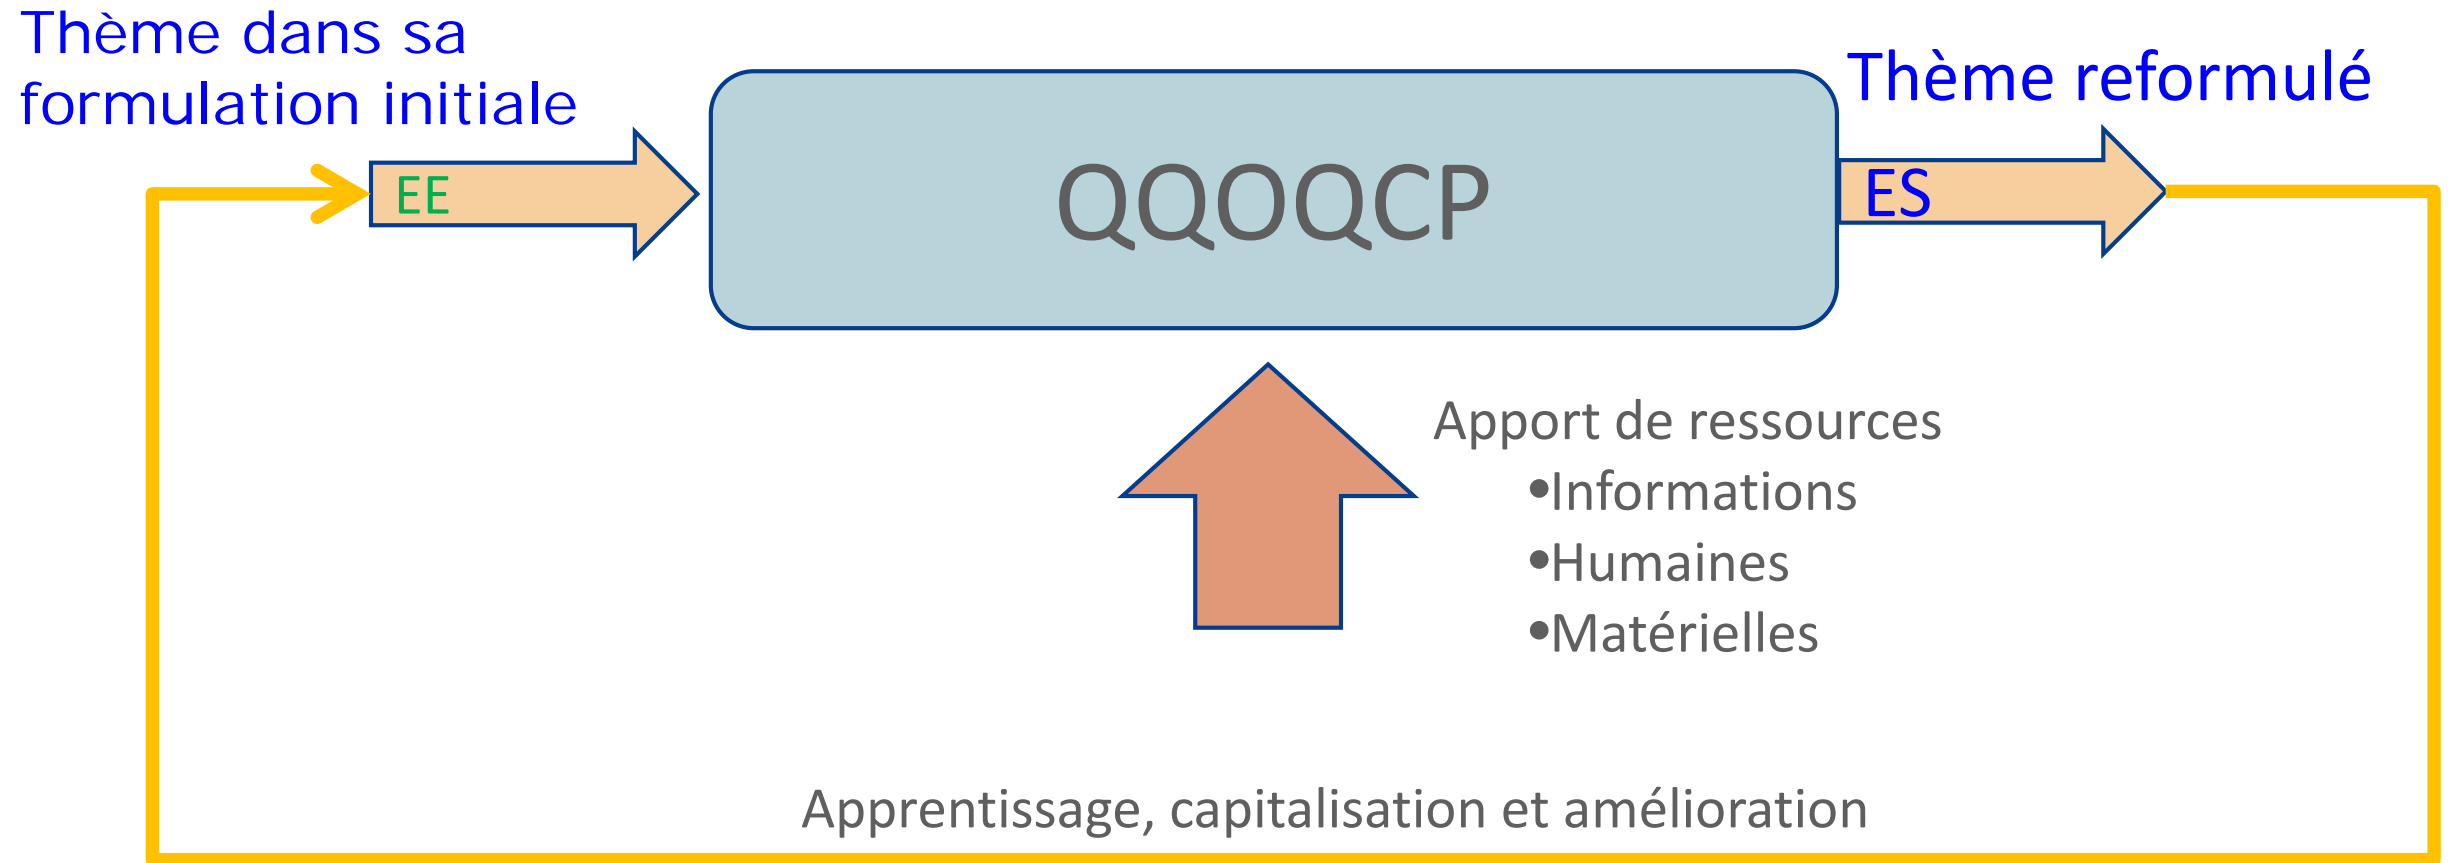 Thème dans sa
formulation initiale
Thème reformulé
EE
QQOQCP
ES
Apport de ressources
•Informations
•Humaines
•Matérielles
Apprentissage, capitalisation et amélioration